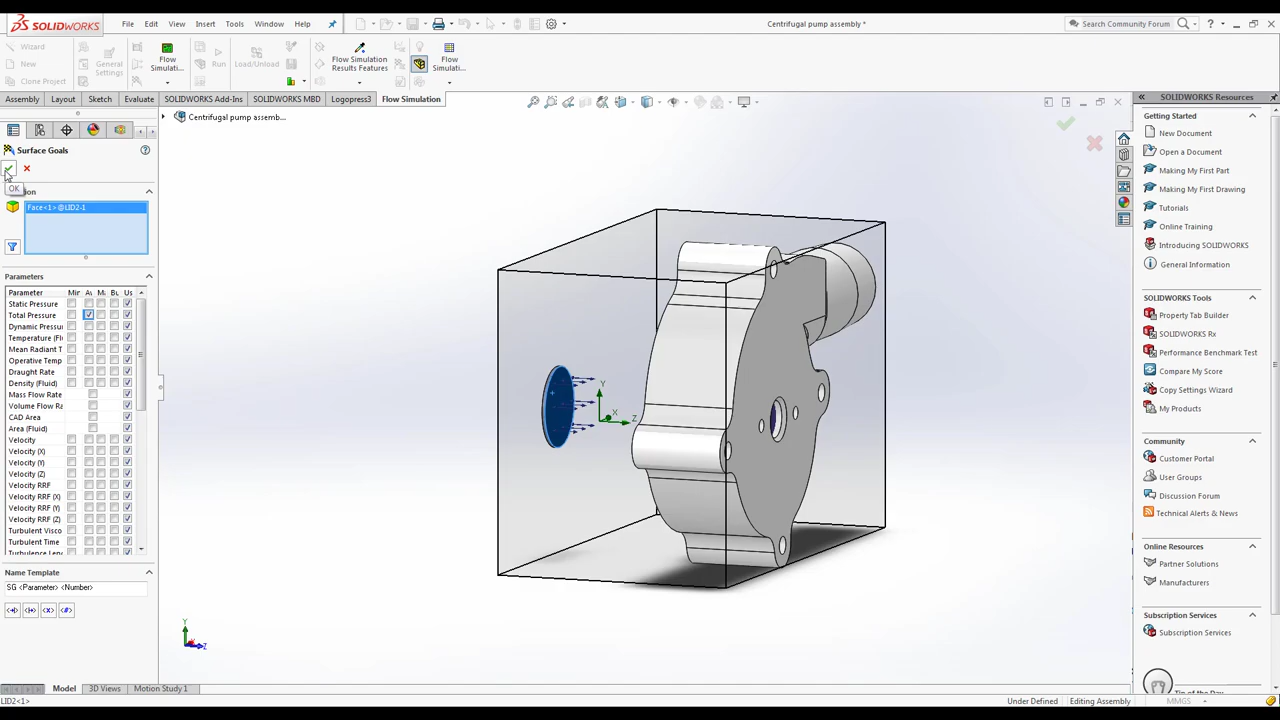 SOLIDWORKS
File Edit View Insert Tools Window Help
Centrifugal pump assembly *
Search Community Forum
Wizard
New
Clone Project
General Settings
Flow Simulati...
Run
Load/Unload
Flow Simulation Results Features
Flow Simulati...
Assembly Layout Sketch Evaluate SOLIDWORKS Add-Ins SOLIDWORKS MBD Logopress3 Flow Simulation
Centrifugal pump assemb...
Surface Goals
OK
Face<1>@LID2-1
Parameters
Parameter
Static Pressure
Total Pressure
Dynamic Pressu
Temperature (Fl
Mean Radiant T
Operative Temp
Draught Rate
Density (Fluid)
Mass Flow Rate
Volume Flow Ra
CAD Area
Area (Fluid)
Velocity
Velocity (X)
Velocity (Y)
Velocity (Z)
Velocity RRF
Velocity RRF (X)
Velocity RRF (Y)
Velocity RRF (Z)
Turbulent Visco
Turbulent Time
Turbulence Len
Name Template
SG <Parameter> <Number>
Y
X
Z
Y
Z
Model 3D Views Motion Study 1
LID2<1>
Under Defined
Editing Assembly
MMGS
SOLIDWORKS Resources
Getting Started
New Document
Open a Document
Making My First Part
Making My First Drawing
Tutorials
Online Training
Introducing SOLIDWORKS
General Information
SOLIDWORKS Tools
Property Tab Builder
SOLIDWORKS Rx
Performance Benchmark Test
Compare My Score
Copy Settings Wizard
My Products
Community
Customer Portal
User Groups
Discussion Forum
Technical Alerts & News
Online Resources
Partner Solutions
Manufacturers
Subscription Services
Subscription Services
Tip of the Day